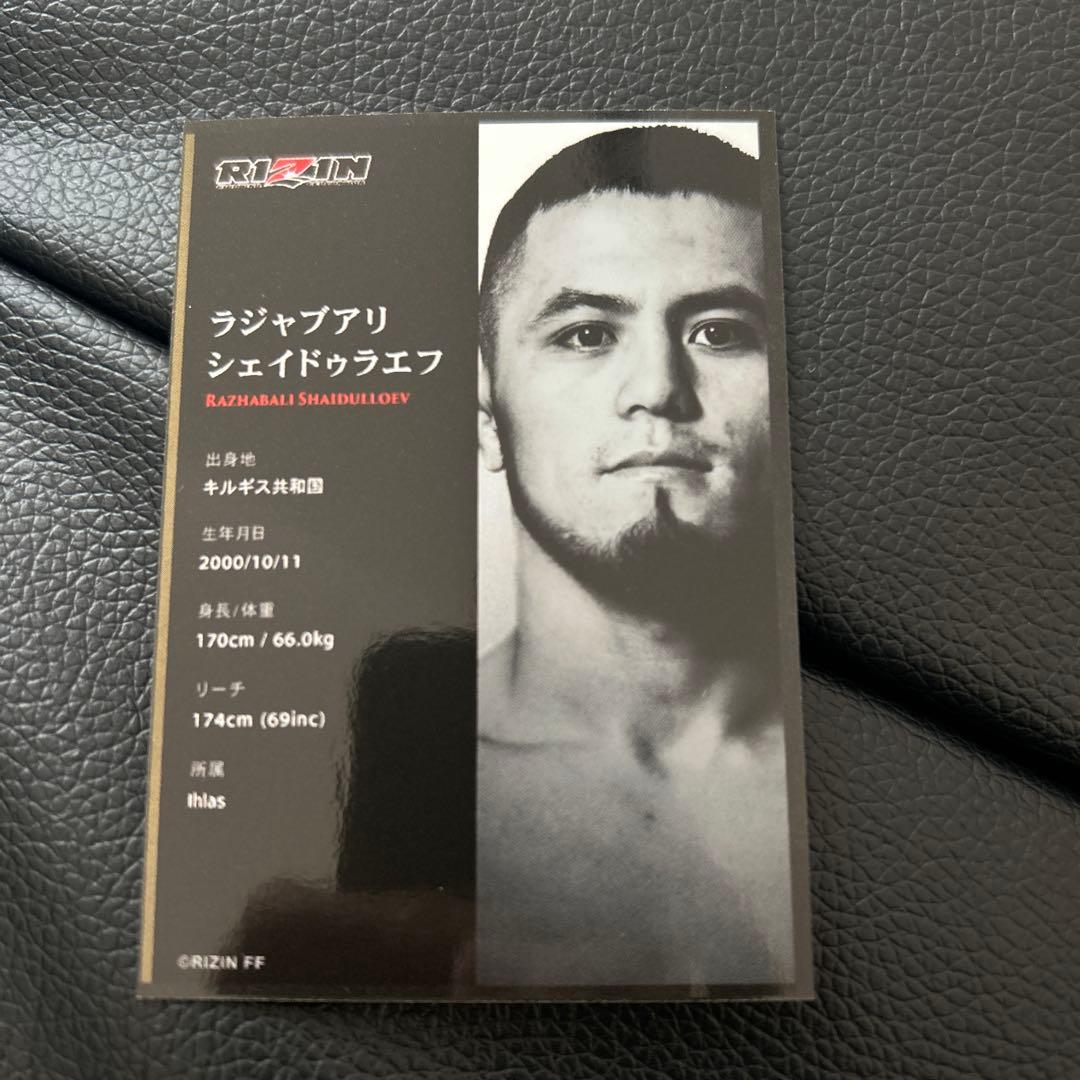 RIZIN
ラジャブアリ
シェイドゥラエフ
RAZHABALI SHAIDULLOEV
出身地
キルギス共和国
生年月日
2000/10/11
身長/体重
170cm / 66.0kg
リーチ
174cm (69inc)
所属
Ihlas
©RIZIN FF